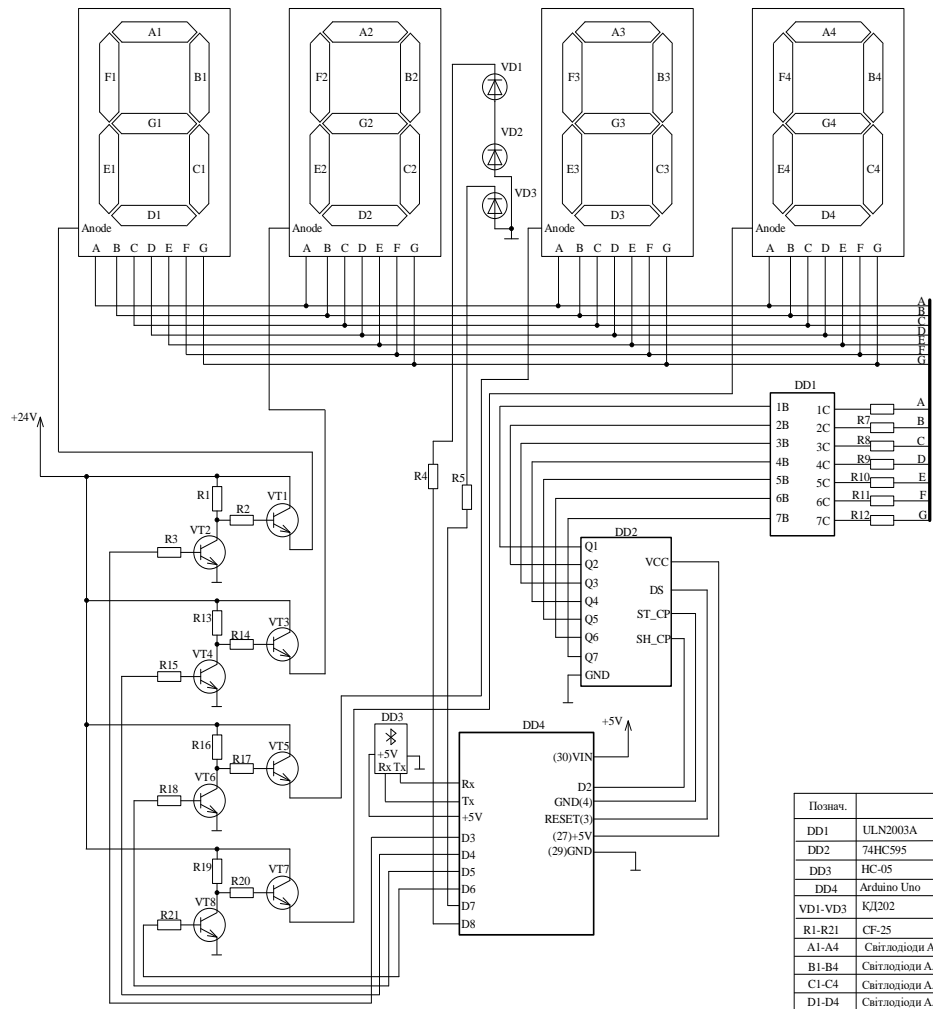 A1
F1
B1
G1
E1
C1
D1
Anode
A B C D E F G
A2
F2
B2
G2
E2
C2
D2
Anode
A B C D E F G
VD1
VD2
VD3
A3
F3
B3
G3
E3
C3
D3
Anode
A B C D E F G
A4
F4
B4
G4
E4
C4
D4
Anode
A B C D E F G
A
B
C
D
E
F
G
+24V
R1
R2
VT1
R3
VT2
R13
R14
VT3
R15
VT4
R16
R17
VT5
R18
VT6
R19
R20
VT7
R21
VT8
R4
R5
DD1
1B 1C A
2B 2C R7 B
3B 3C R8 C
4B 4C R9 D
5B 5C R10 E
6B 6C R11 F
7B 7C R12 G
DD2
Q1
Q2
Q3
Q4
Q5
Q6
Q7
GND
VCC
DS
ST_CP
SH_CP
DD3
+5V
Rx Tx
DD4
+5V
Rx
Tx
+5V
D3
D4
D5
D6
D7
D8
(30)VIN
D2
GND(4)
RESET(3)
(27)+5V
(29)GND
Познач.
DD1 ULN2003A
DD2 74HC595
DD3 HC-05
DD4 Arduino Uno
VD1-VD3 КД202
R1-R21 CF-25
A1-A4 Світлодіоди А
B1-B4 Світлодіоди А
C1-C4 Світлодіоди А
D1-D4 Світлодіоди А